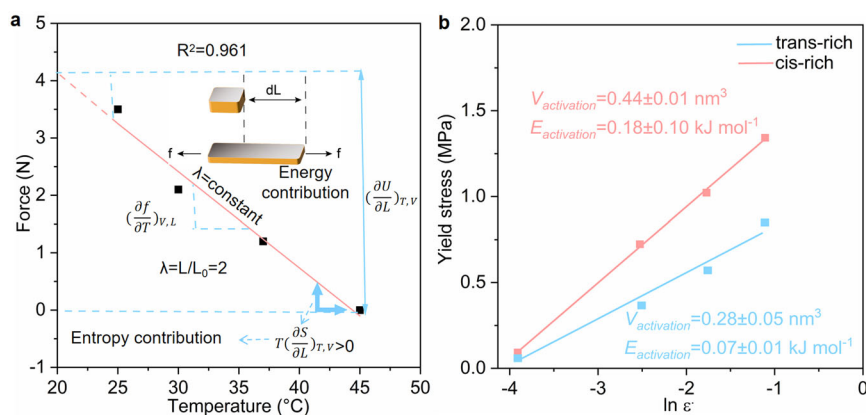 a
R²=0.961
dL
f
f
Energy
contribution
λ=constant
(∂U/∂L)T,V
(∂f/∂T)V,L
λ=L/L₀=2
Entropy contribution
T(∂S/∂L)T,V>0
Force (N)
5
4
3
2
1
0
-1
20 25 30 35 40 45 50
Temperature (°C)
b
trans-rich
cis-rich
Vactivation=0.44±0.01 nm³
Eactivation=0.18±0.10 kJ mol⁻¹
Vactivation=0.28±0.05 nm³
Eactivation=0.07±0.01 kJ mol⁻¹
Yield stress (MPa)
2.0
1.5
1.0
0.5
0.0
-4 -3 -2 -1 0
ln ε̇